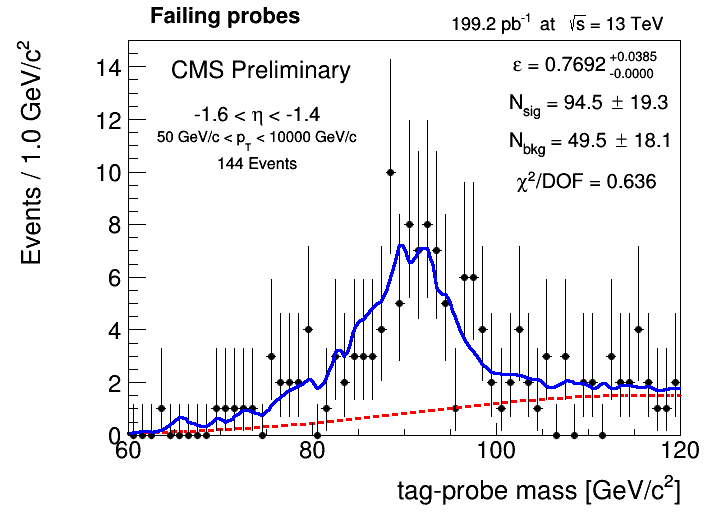 Failing probes
199.2 pb⁻¹ at √s = 13 TeV
CMS Preliminary
-1.6 < η < -1.4
50 GeV/c < p_T < 10000 GeV/c
144 Events
ε = 0.7692 +0.0385 -0.0000
N_sig = 94.5 ± 19.3
N_bkg = 49.5 ± 18.1
χ²/DOF = 0.636
Events / 1.0 GeV/c²
14
12
10
8
6
4
2
0
60 80 100 120
tag-probe mass [GeV/c²]